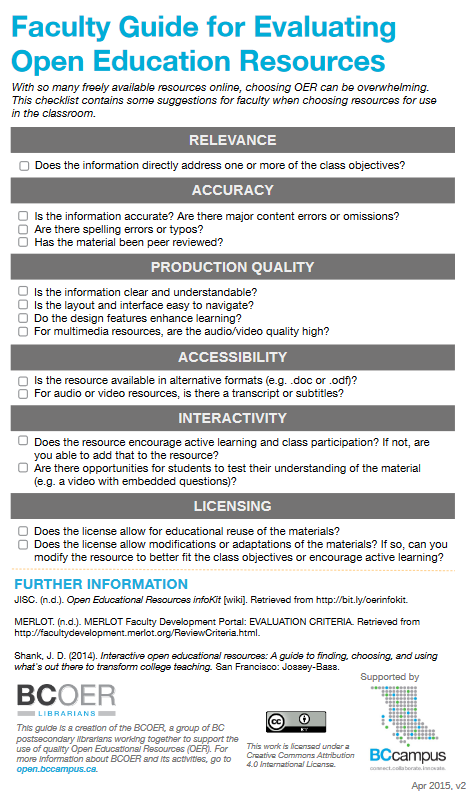 Faculty Guide for Evaluating
Open Education Resources
With so many freely available resources online, choosing OER can be overwhelming.
This checklist contains some suggestions for faculty when choosing resources for use
in the classroom.
RELEVANCE
Does the information directly address one or more of the class objectives?
ACCURACY
Is the information accurate? Are there major content errors or omissions?
Are there spelling errors or typos?
Has the material been peer reviewed?
PRODUCTION QUALITY
Is the information clear and understandable?
Is the layout and interface easy to navigate?
Do the design features enhance learning?
For multimedia resources, are the audio/video quality high?
ACCESSIBILITY
Is the resource available in alternative formats (e.g. .doc or .odf)?
For audio or video resources, is there a transcript or subtitles?
INTERACTIVITY
Does the resource encourage active learning and class participation? If not, are
you able to add that to the resource?
Are there opportunities for students to test their understanding of the material
(e.g. a video with embedded questions)?
LICENSING
Does the license allow for educational reuse of the materials?
Does the license allow modifications or adaptations of the materials? If so, can you
modify the resource to better fit the class objectives or encourage active learning?
FURTHER INFORMATION
JISC. (n.d.). Open Educational Resources infoKit [wiki]. Retrieved from http://bit.ly/oerinfokit.
MERLOT. (n.d.). MERLOT Faculty Development Portal: EVALUATION CRITERIA. Retrieved from
http://facultydevelopment.merlot.org/ReviewCriteria.html.
Shank, J. D. (2014). Interactive open educational resources: A guide to finding, choosing, and using
what's out there to transform college teaching. San Francisco: Jossey-Bass.
BCOER
LIBRARIANS
This guide is a creation of the BCOER, a group of BC
postsecondary librarians working together to support the
use of quality Open Educational Resources (OER). For
more information about BCOER and its activities, go to
open.bccampus.ca.
cc
BY
This work is licensed under a
Creative Commons Attribution
4.0 International License.
Supported by
BCcampus
connect.collaborate.innovate.
Apr 2015, v2